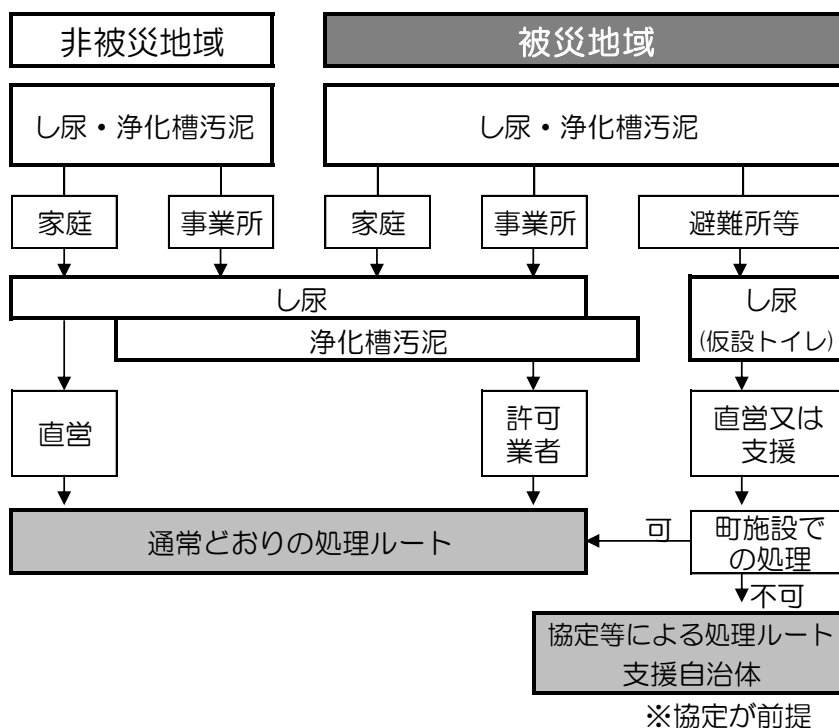 非被災地域
被災地域
し尿・浄化槽汚泥
し尿・浄化槽汚泥
家庭
事業所
家庭
事業所
避難所等
し尿
浄化槽汚泥
し尿
(仮設トイレ)
直営
許可
業者
直営又は
支援
通常どおりの処理ルート
可
町施設で
の処理
不可
協定等による処理ルート
支援自治体
※協定が前提